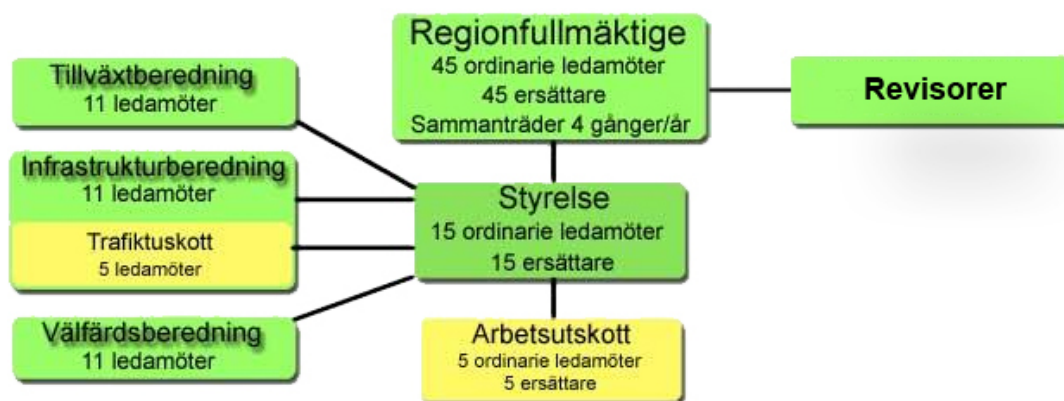 Regionfullmäktige
45 ordinarie ledamöter
45 ersättare
Sammanträder 4 gånger/år
Revisorer
Tillväxtberedning
11 ledamöter
Infrastrukturberedning
11 ledamöter
Trafiktuskott
5 ledamöter
Välfärdsberedning
11 ledamöter
Styrelse
15 ordinarie ledamöter
15 ersättare
Arbetsutskott
5 ordinarie ledamöter
5 ersättare